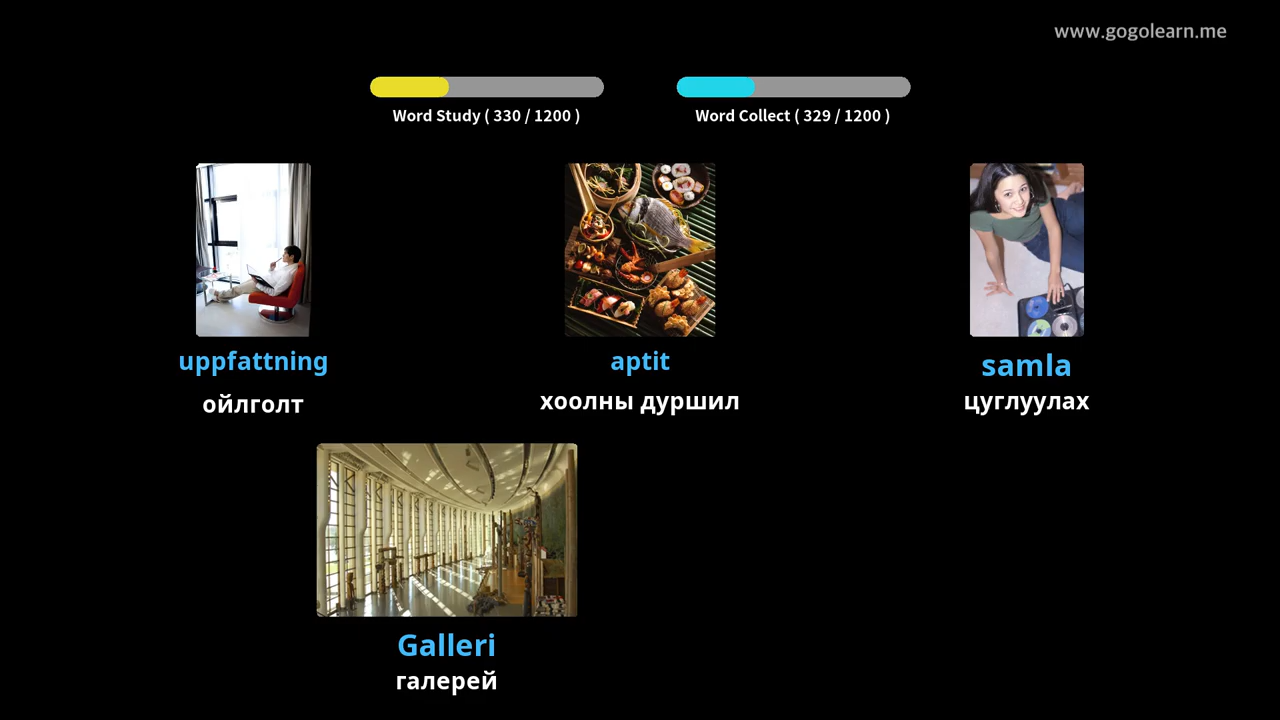 www.gogolearn.me
Word Study ( 330 / 1200 )
Word Collect ( 329 / 1200 )
uppfattning
aptit
samla
ойлголт
хоолны дуршил
цуглуулах
Galleri
галерей